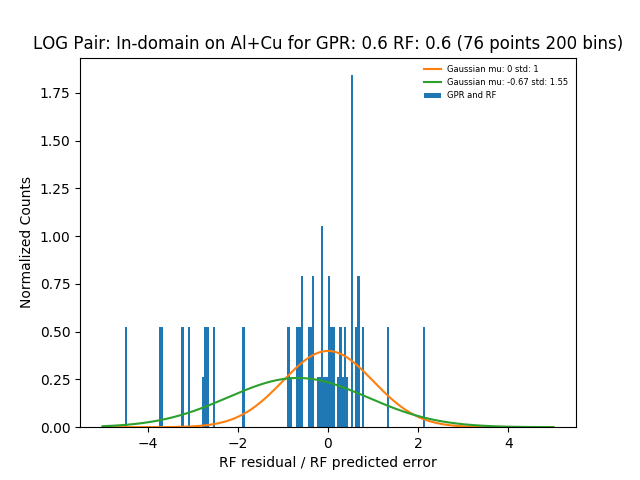 LOG Pair: In-domain on Al+Cu for GPR: 0.6 RF: 0.6 (76 points 200 bins)
Gaussian mu: 0 std: 1
Gaussian mu: -0.67 std: 1.55
GPR and RF
Normalized Counts
1.75
1.50
1.25
1.00
0.75
0.50
0.25
0.00
−4 −2 0 2 4
RF residual / RF predicted error